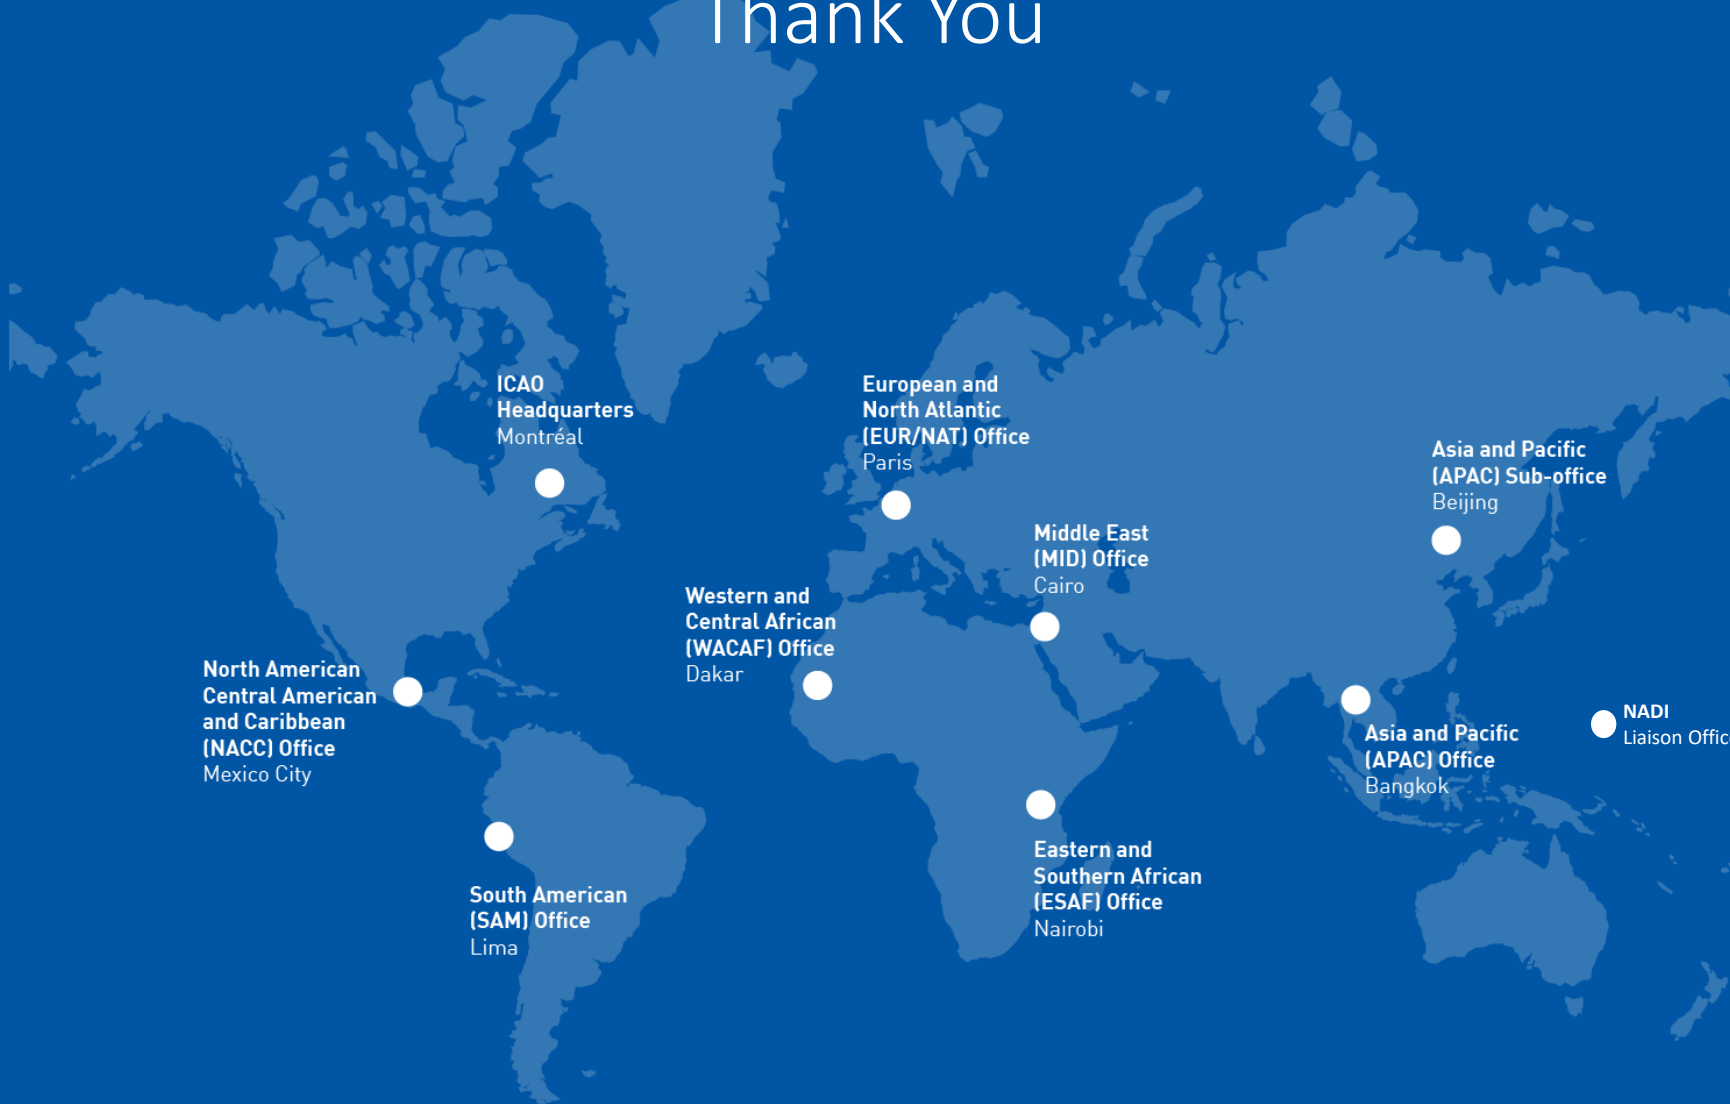 Thank You
ICAO
Headquarters
Montréal
European and
North Atlantic
(EUR/NAT) Office
Paris
Asia and Pacific
(APAC) Sub-office
Beijing
Middle East
(MID) Office
Cairo
Western and
Central African
(WACAF) Office
Dakar
North American
Central American
and Caribbean
(NACC) Office
Mexico City
NADI
Liaison Office
Asia and Pacific
(APAC) Office
Bangkok
Eastern and
Southern African
(ESAF) Office
Nairobi
South American
(SAM) Office
Lima